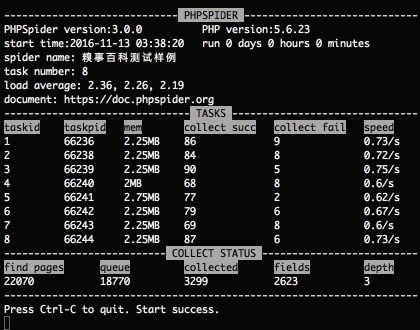 PHPSPIDER
PHPSpider version:3.0.0 PHP version:5.6.23
start time:2016-11-13 03:38:20 run 0 days 0 hours 0 minutes
spider name: 糗事百科测试样例
task number: 8
load average: 2.36, 2.26, 2.19
document: https://doc.phpspider.org
TASKS
taskid taskpid mem collect succ collect fail speed
1 66236 2.25MB 86 9 0.73/s
2 66238 2.25MB 84 8 0.72/s
3 66239 2.25MB 90 5 0.75/s
4 66240 2MB 68 8 0.6/s
5 66241 2.75MB 77 2 0.62/s
6 66242 2.25MB 79 6 0.67/s
7 66243 2.25MB 69 8 0.6/s
8 66244 2.25MB 87 6 0.73/s
COLLECT STATUS
find pages queue collected fields depth
22070 18770 3299 2623 3
Press Ctrl-C to quit. Start success.